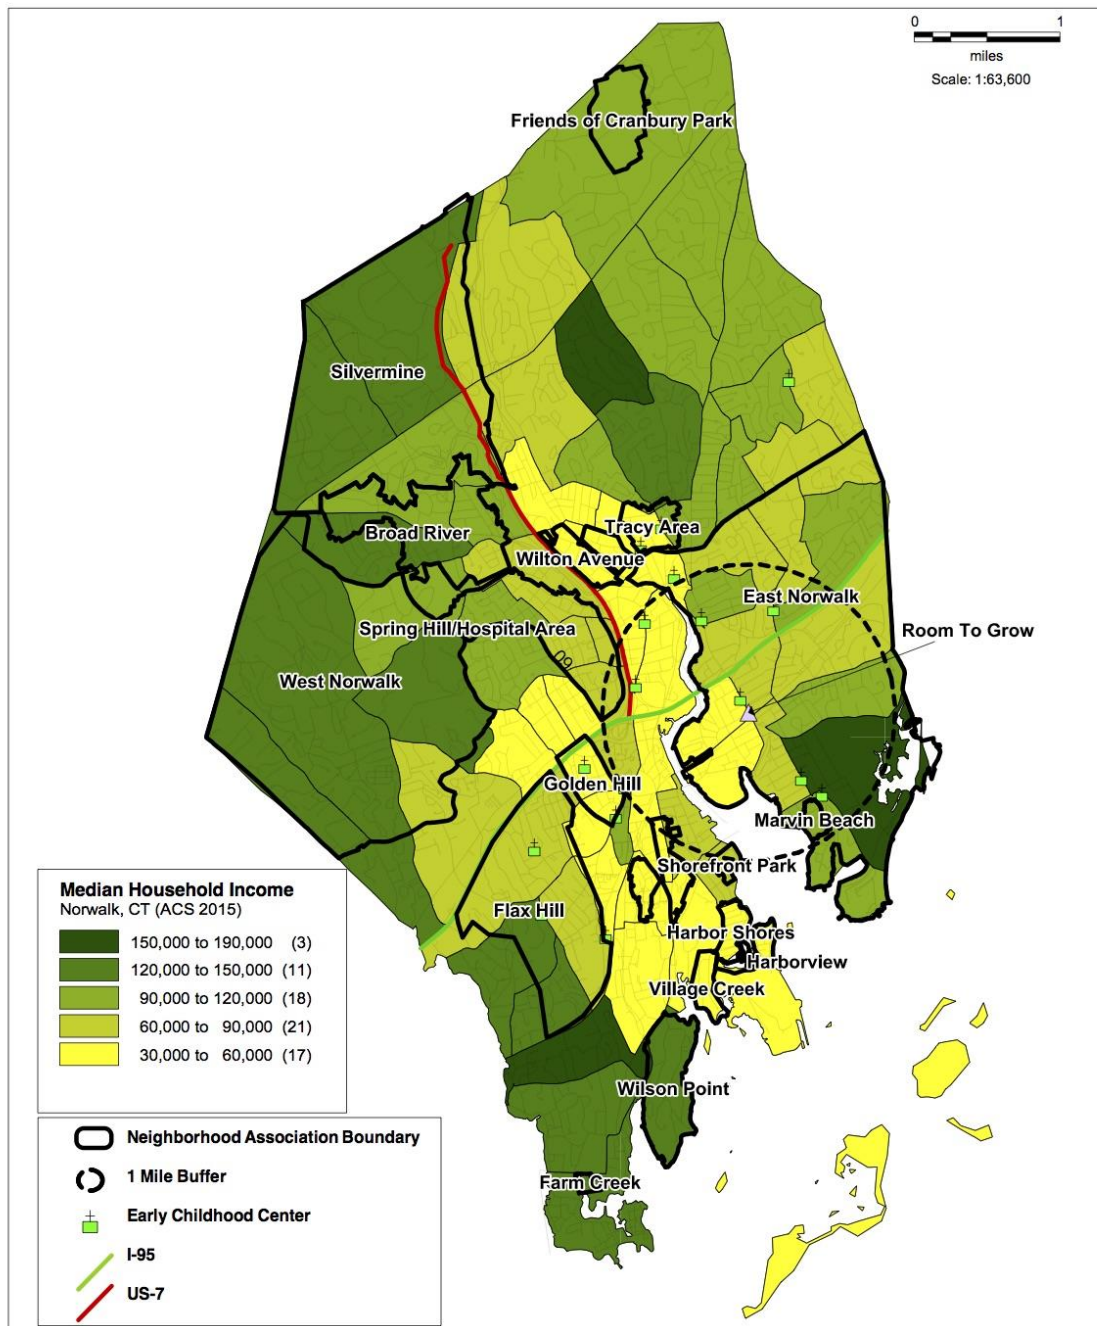 0 1
miles
Scale: 1:63,600
Friends of Cranbury Park
Silvermine
Broad River
Tracy Area
Wilton Avenue
East Norwalk
Spring Hill/Hospital Area
Room To Grow
West Norwalk
Golden Hill
Marvin Beach
Shorefront Park
Flax Hill
Harbor Shores
Harborview
Village Creek
Wilson Point
Farm Creek
Median Household Income
Norwalk, CT (ACS 2015)
150,000 to 190,000 (3)
120,000 to 150,000 (11)
90,000 to 120,000 (18)
60,000 to 90,000 (21)
30,000 to 60,000 (17)
Neighborhood Association Boundary
1 Mile Buffer
Early Childhood Center
I-95
US-7